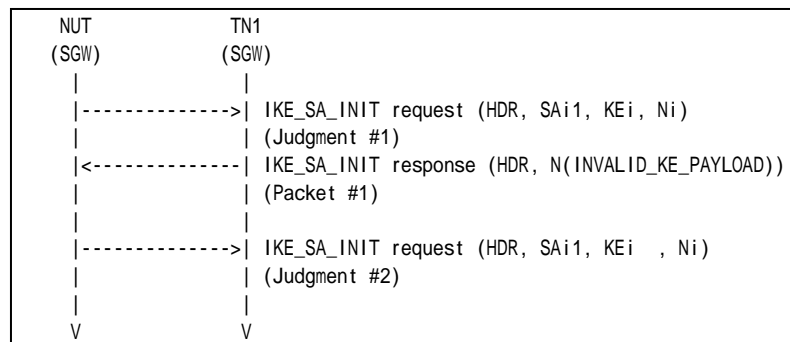 NUT TN1
(SGW) (SGW)
| |
|-------------->| IKE_SA_INIT request (HDR, SAi1, KEi, Ni)
| | (Judgment #1)
|<--------------| IKE_SA_INIT response (HDR, N(INVALID_KE_PAYLOAD))
| | (Packet #1)
| |
|-------------->| IKE_SA_INIT request (HDR, SAi1, KEi , Ni)
| | (Judgment #2)
| |
V V